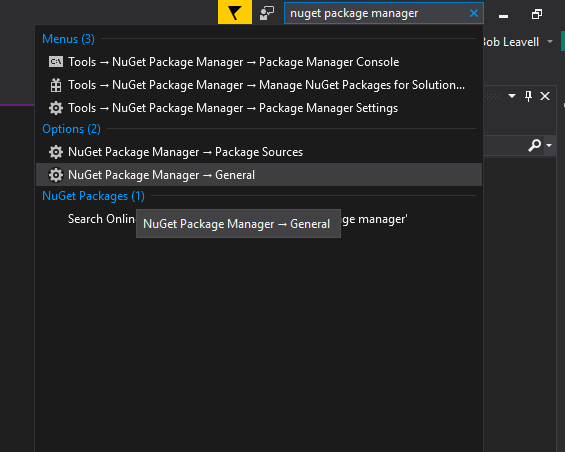 nuget package manager
Bob Leavell
Menus (3)
C:\ Tools → NuGet Package Manager → Package Manager Console
Tools → NuGet Package Manager → Manage NuGet Packages for Solution...
Tools → NuGet Package Manager → Package Manager Settings
Options (2)
NuGet Package Manager → Package Sources
NuGet Package Manager → General
NuGet Packages (1)
Search Onlin ge manager'
NuGet Package Manager → General